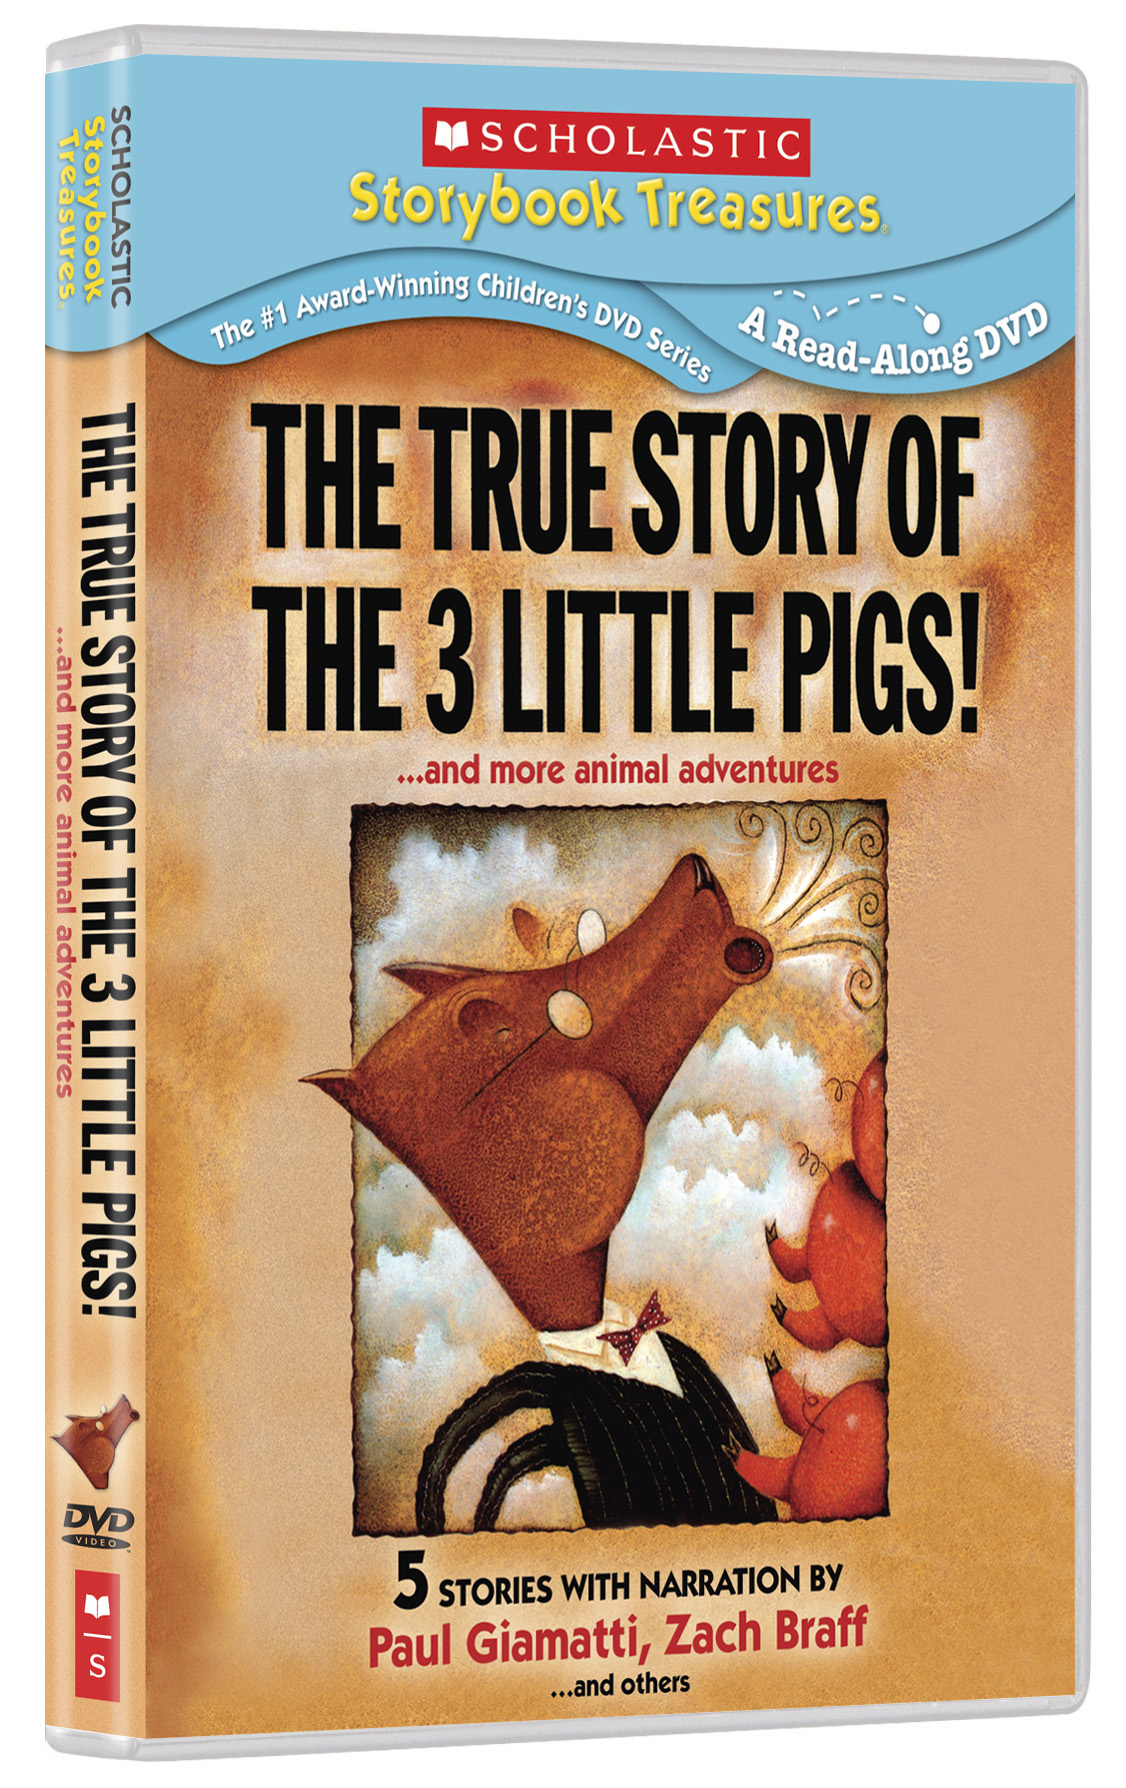 SCHOLASTIC
Storybook Treasures®
The #1 Award-Winning Children's DVD Series
A Read-Along DVD
THE TRUE STORY OF
THE 3 LITTLE PIGS!
...and more animal adventures
5 STORIES WITH NARRATION BY
Paul Giamatti, Zach Braff
...and others
SCHOLASTIC
Storybook
Treasures®
THE TRUE STORY OF THE 3 LITTLE PIGS!
...and more animal adventures
DVD
VIDEO™
S